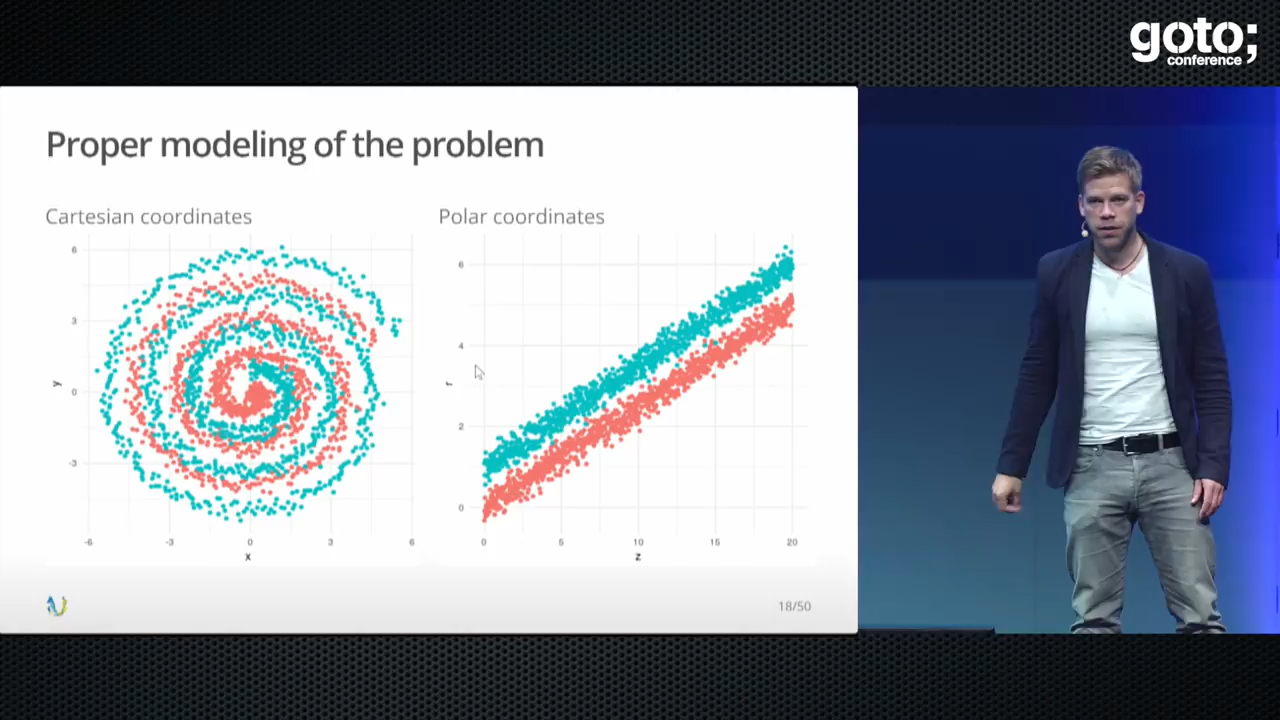 goto;
conference
Proper modeling of the problem
Cartesian coordinates
Polar coordinates
6
3
0
-3
y
-6
-3
0
3
6
x
6
4
2
0
r
0
5
10
15
20
z
18/50